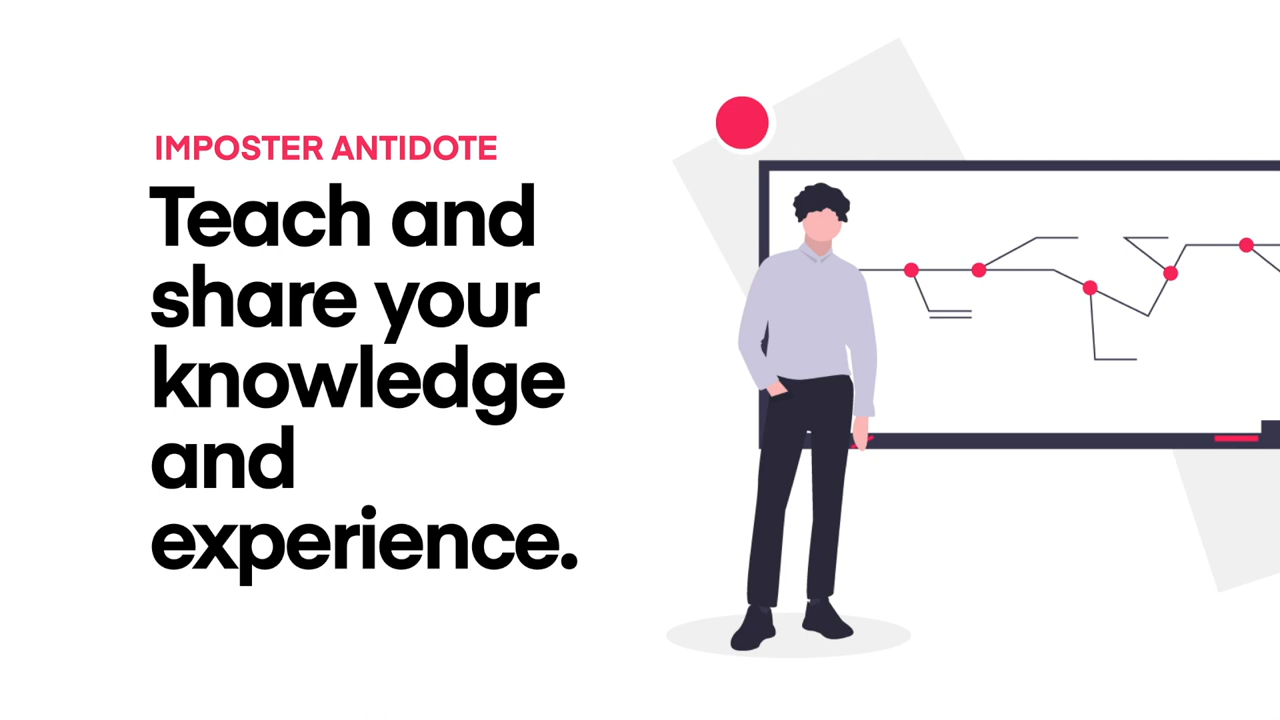 IMPOSTER ANTIDOTE
Teach and
share your
knowledge
and
experience.